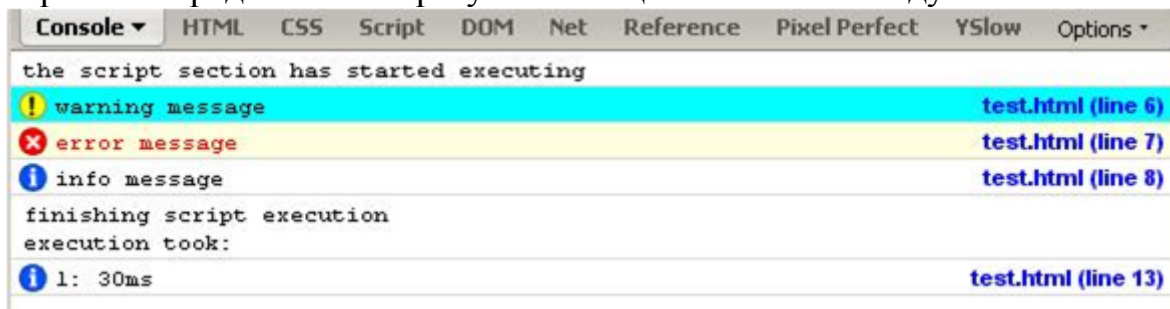 Console ▾ HTML CSS Script DOM Net Reference Pixel Perfect YSlow Options ▾
the script section has started executing
warning message test.html (line 6)
error message test.html (line 7)
info message test.html (line 8)
finishing script execution
execution took:
1: 30ms test.html (line 13)